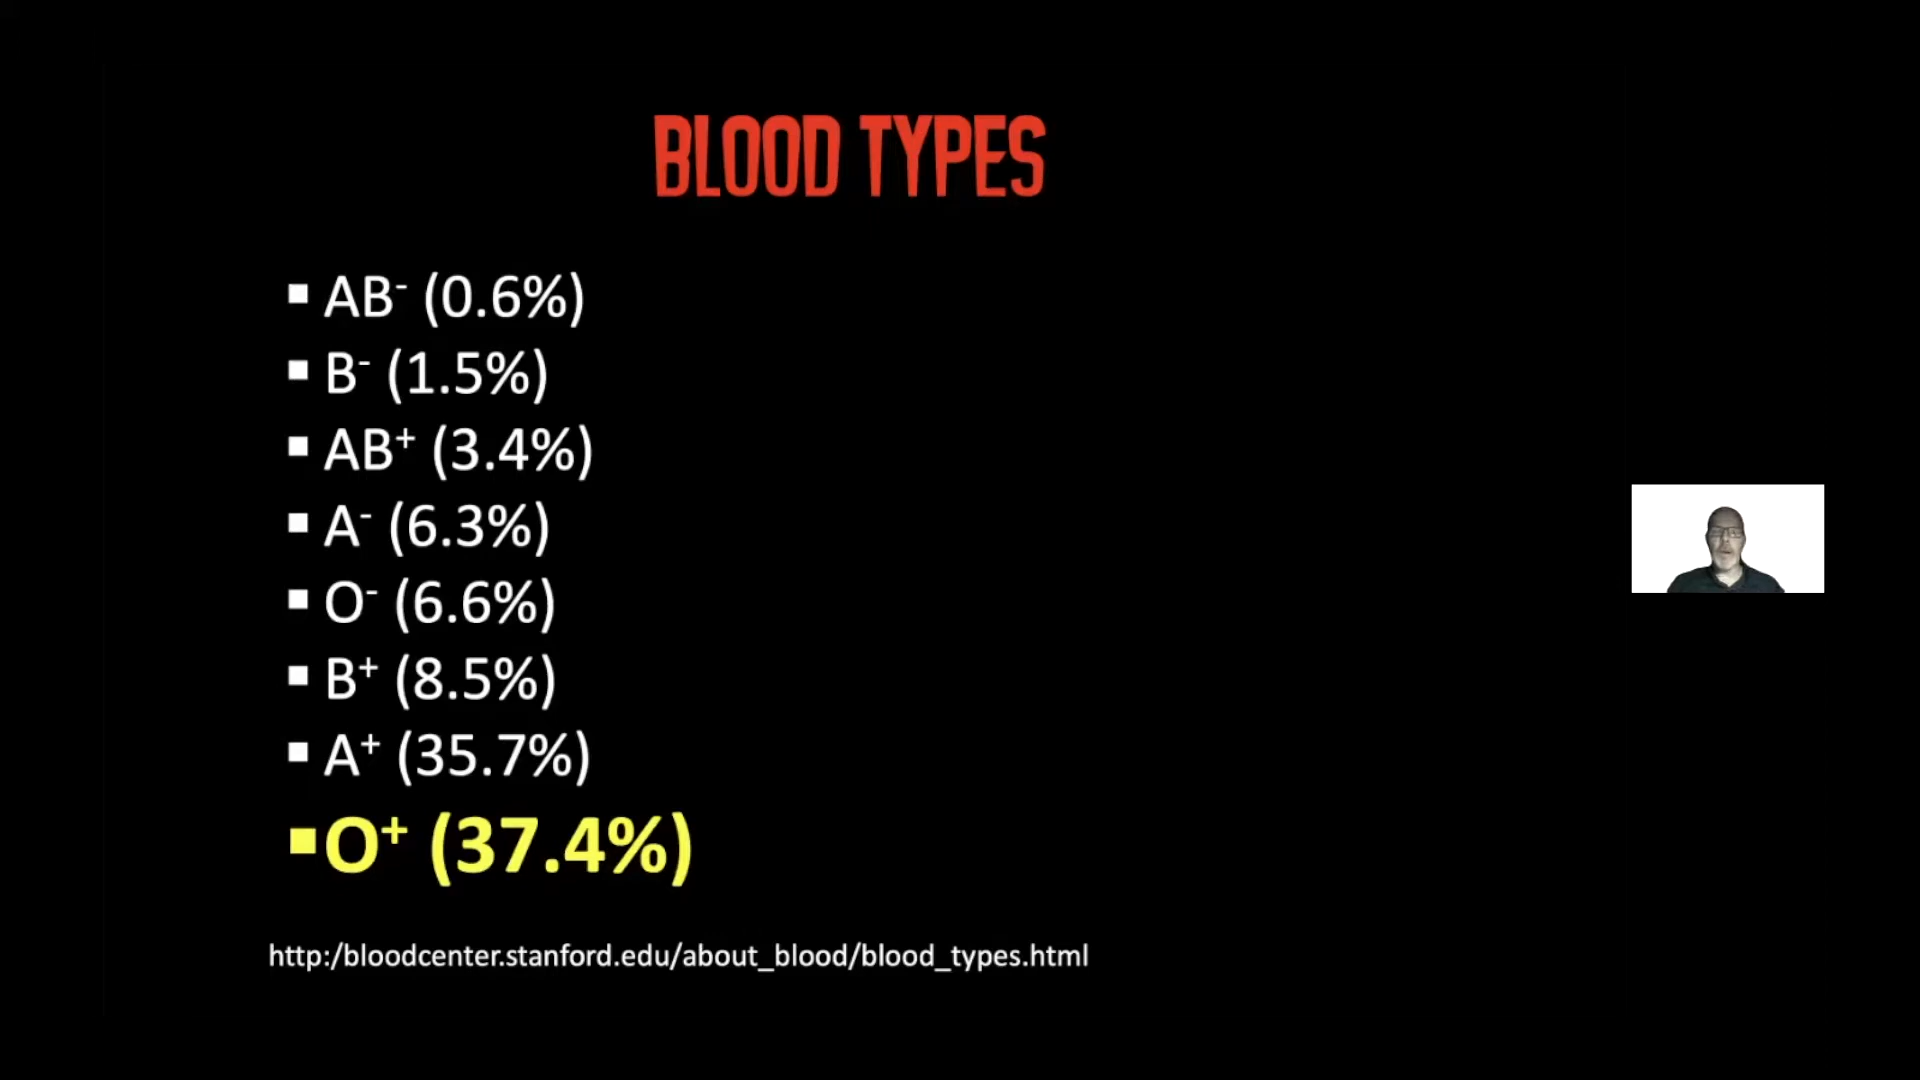 BLOOD TYPES
▪ AB⁻ (0.6%)
▪ B⁻ (1.5%)
▪ AB⁺ (3.4%)
▪ A⁻ (6.3%)
▪ O⁻ (6.6%)
▪ B⁺ (8.5%)
▪ A⁺ (35.7%)
▪ O⁺ (37.4%)
http:/bloodcenter.stanford.edu/about_blood/blood_types.html